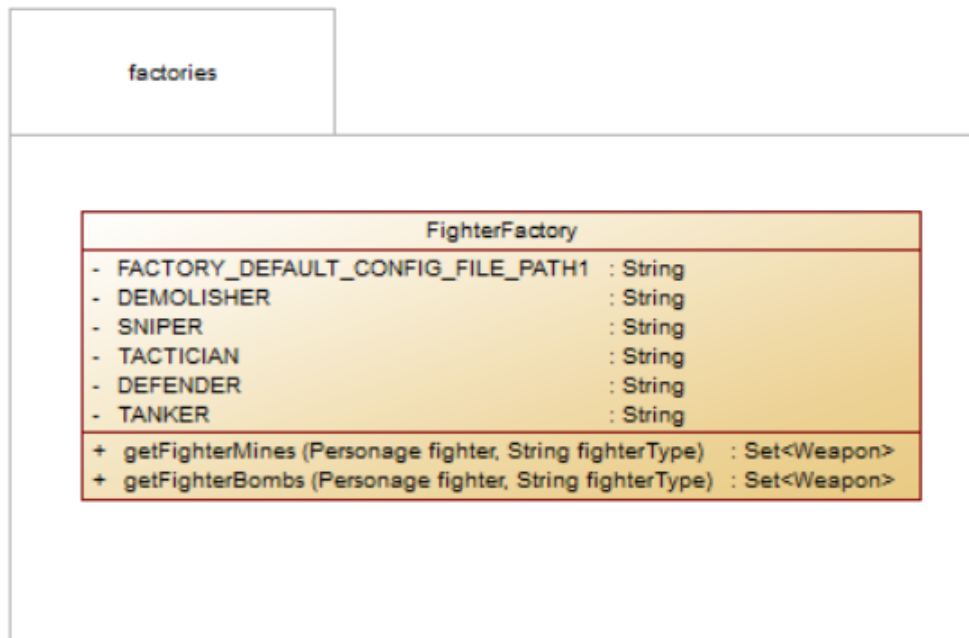 factories
FighterFactory
- FACTORY_DEFAULT_CONFIG_FILE_PATH1 : String
- DEMOLISHER : String
- SNIPER : String
- TACTICIAN : String
- DEFENDER : String
- TANKER : String
+ getFighterMines (Personage fighter, String fighterType) : Set<Weapon>
+ getFighterBombs (Personage fighter, String fighterType) : Set<Weapon>